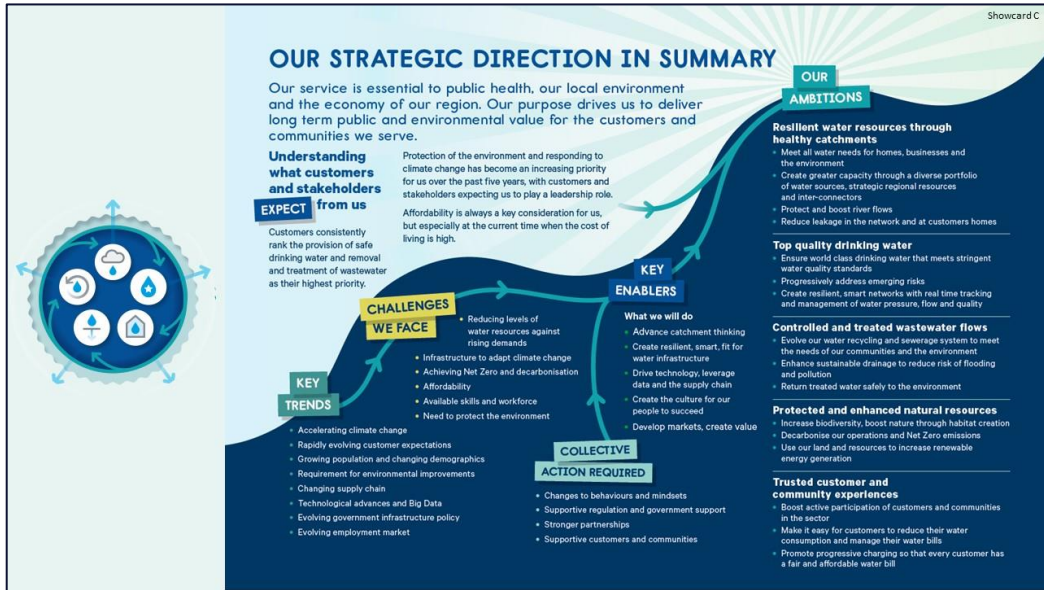 Showcard C
OUR STRATEGIC DIRECTION IN SUMMARY
Our service is essential to public health, our local environment
and the economy of our region. Our purpose drives us to deliver
long term public and environmental value for the customers and
communities we serve.
Understanding
what customers
and stakeholders
EXPECT from us
Customers consistently
rank the provision of safe
drinking water and removal
and treatment of wastewater
as their highest priority.
Protection of the environment and responding to
climate change has become an increasing priority
for us over the past five years, with customers and
stakeholders expecting us to play a leadership role.
Affordability is always a key consideration for us,
but especially at the current time when the cost of
living is high.
KEY
TRENDS
• Accelerating climate change
• Rapidly evolving customer expectations
• Growing population and changing demographics
• Requirement for environmental improvements
• Changing supply chain
• Technological advances and Big Data
• Evolving government infrastructure policy
• Evolving employment market
CHALLENGES
WE FACE
• Reducing levels of
water resources against
rising demands
• Infrastructure to adapt climate change
• Achieving Net Zero and decarbonisation
• Affordability
• Available skills and workforce
• Need to protect the environment
COLLECTIVE
ACTION REQUIRED
• Changes to behaviours and mindsets
• Supportive regulation and government support
• Stronger partnerships
• Supportive customers and communities
KEY
ENABLERS
What we will do
• Advance catchment thinking
• Create resilient, smart, fit for
water infrastructure
• Drive technology, leverage
data and the supply chain
• Create the culture for our
people to succeed
• Develop markets, create value
OUR
AMBITIONS
Resilient water resources through
healthy catchments
• Meet all water needs for homes, businesses and
the environment
• Create greater capacity through a diverse portfolio
of water sources, strategic regional resources
and inter-connectors
• Protect and boost river flows
• Reduce leakage in the network and at customers homes
Top quality drinking water
• Ensure world class drinking water that meets stringent
water quality standards
• Progressively address emerging risks
• Create resilient, smart networks with real time tracking
and management of water pressure, flow and quality
Controlled and treated wastewater flows
• Evolve our water recycling and sewerage system to meet
the needs of our communities and the environment
• Enhance sustainable drainage to reduce risk of flooding
and pollution
• Return treated water safely to the environment
Protected and enhanced natural resources
• Increase biodiversity, boost nature through habitat creation
• Decarbonise our operations and Net Zero emissions
• Use our land and resources to increase renewable
energy generation
Trusted customer and
community experiences
• Boost active participation of customers and communities
in the sector
• Make it easy for customers to reduce their water
consumption and manage their water bills
• Promote progressive charging so that every customer has
a fair and affordable water bill